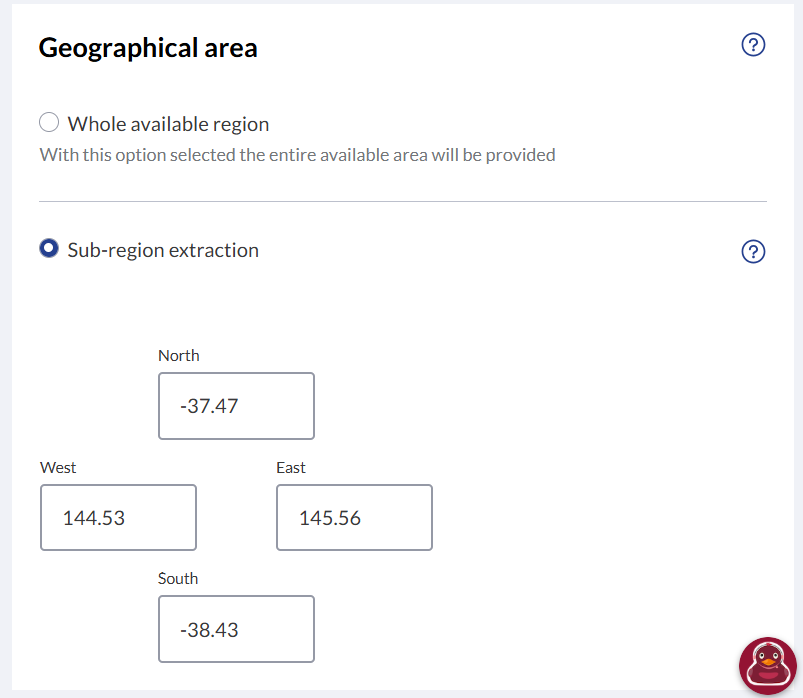 Geographical area
?
Whole available region
With this option selected the entire available area will be provided
Sub-region extraction
?
North
-37.47
West
East
144.53
145.56
South
-38.43